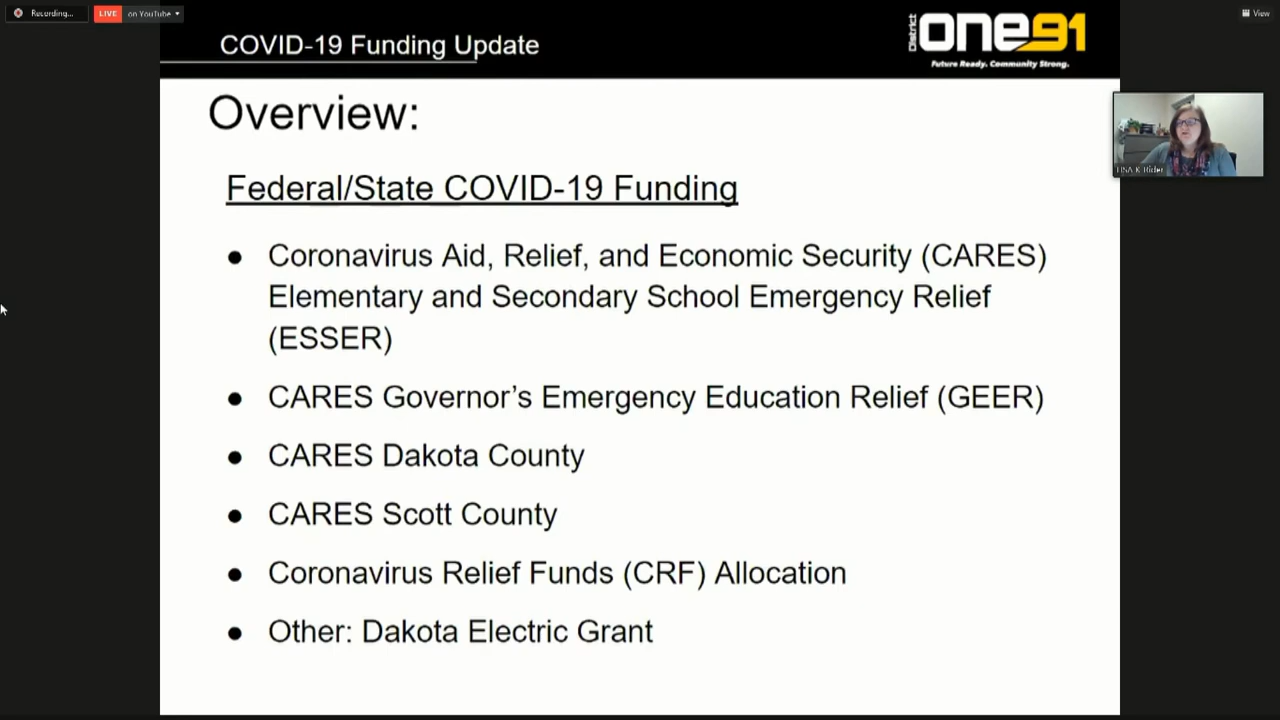 Recording...
LIVE on YouTube
View
COVID-19 Funding Update
District one91
Future Ready. Community Strong.
Overview:
LISA K Rider
Federal/State COVID-19 Funding
● Coronavirus Aid, Relief, and Economic Security (CARES)
Elementary and Secondary School Emergency Relief
(ESSER)
● CARES Governor’s Emergency Education Relief (GEER)
● CARES Dakota County
● CARES Scott County
● Coronavirus Relief Funds (CRF) Allocation
● Other: Dakota Electric Grant